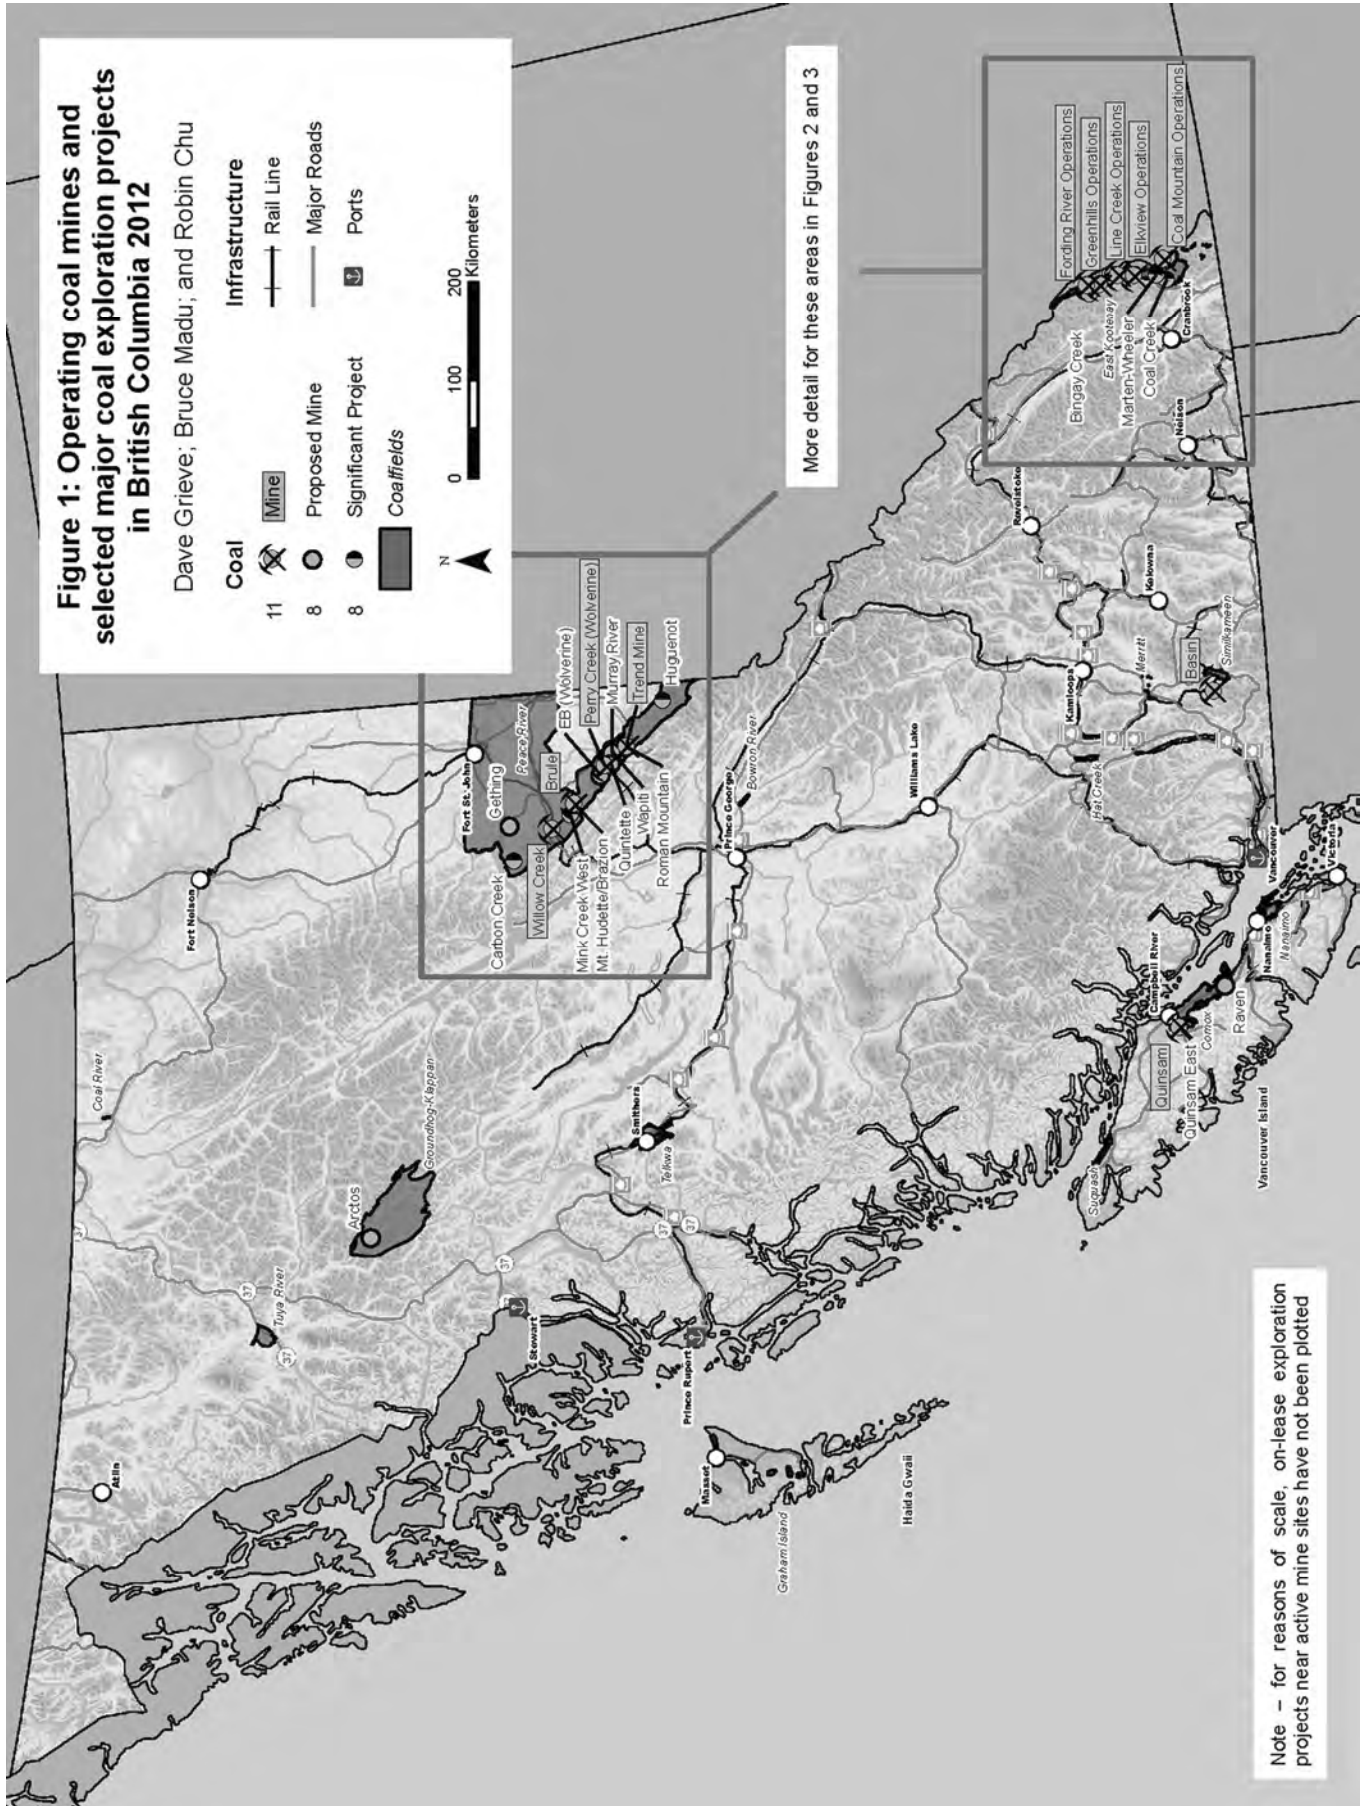 Figure 1: Operating coal mines and
selected major coal exploration projects
in British Columbia 2012
Dave Grieve; Bruce Madu; and Robin Chu
Coal
Infrastructure
11
Mine
Rail Line
8
Proposed Mine
Major Roads
8
Significant Project
Ports
Coalfields
N
0
100
200
Kilometers
More detail for these areas in Figures 2 and 3
Atlin
Coal River
37
37
Tuya River
37
Fort Nelson
Arctos
Groundhog-Klappan
37
Stewart
Fort St. John
Carbon Creek
Gething
Peace River
Willow Creek
Brule
EB (Wolverine)
Perry Creek (Wolverine)
Murray River
Trend Mine
Huguenot
Mink Creek West
Mt. Hudette/Brazion
Quintette
Wapiti
Roman Mountain
Smithers
Telkwa
37
37
Prince Rupert
Masset
Graham Island
Haida Gwaii
Prince George
Bowron River
Williams Lake
Hat Creek
Kamloops
Merritt
Revelstoke
Kelowna
Basin
Similkameen
Nelson
Bingay Creek
East Kootenay
Marten-Wheeler
Coal Creek
Cranbrook
Fording River Operations
Greenhills Operations
Line Creek Operations
Elkview Operations
Coal Mountain Operations
Suquash
Quinsam
Quinsam East
Campbell River
Comox
Raven
Nanaimo
Nanaimo
Vancouver
Victoria
Vancouver Island
Note – for reasons of scale, on-lease exploration
projects near active mine sites have not been plotted